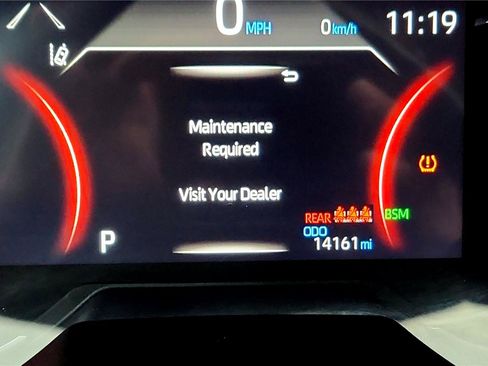 0 MPH 0 km/h 11:19
Maintenance
Required
Visit Your Dealer
REAR BSM
ODO
P 14161 mi